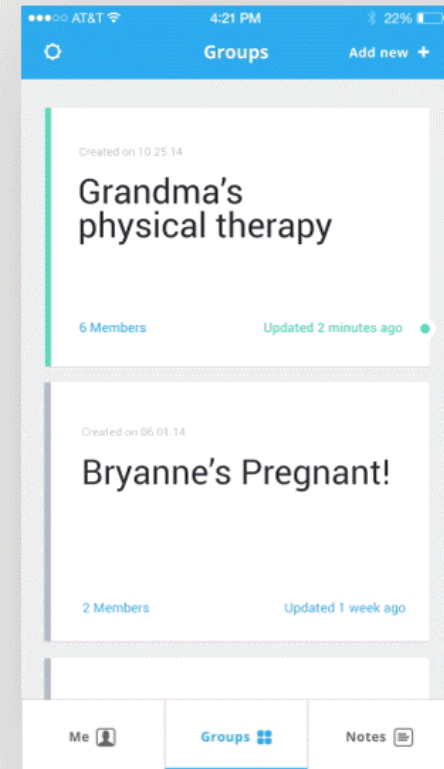 AT&T 4:21 PM 22%
Groups Add new +
Created on 10.25.14
Grandma's
physical therapy
6 Members Updated 2 minutes ago
Created on 06.01.14
Bryanne's Pregnant!
2 Members Updated 1 week ago
Me Groups Notes